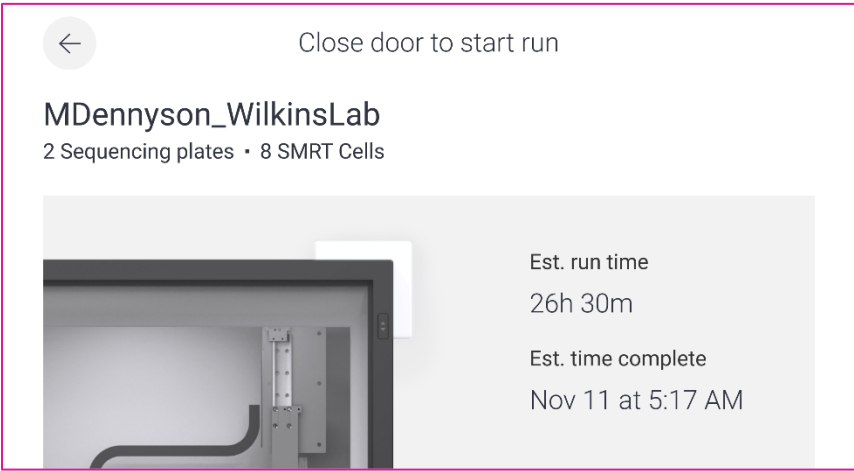 Close door to start run
MDennyson_WilkinsLab
2 Sequencing plates • 8 SMRT Cells
Est. run time
26h 30m
Est. time complete
Nov 11 at 5:17 AM